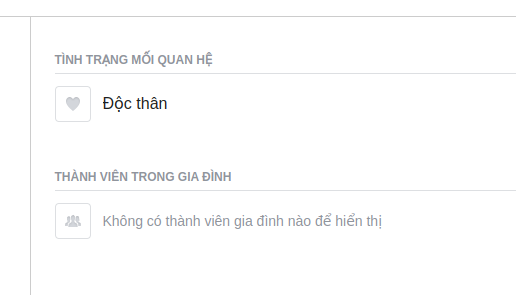 TÌNH TRẠNG MỐI QUAN HỆ
Độc thân
THÀNH VIÊN TRONG GIA ĐÌNH
Không có thành viên gia đình nào để hiển thị